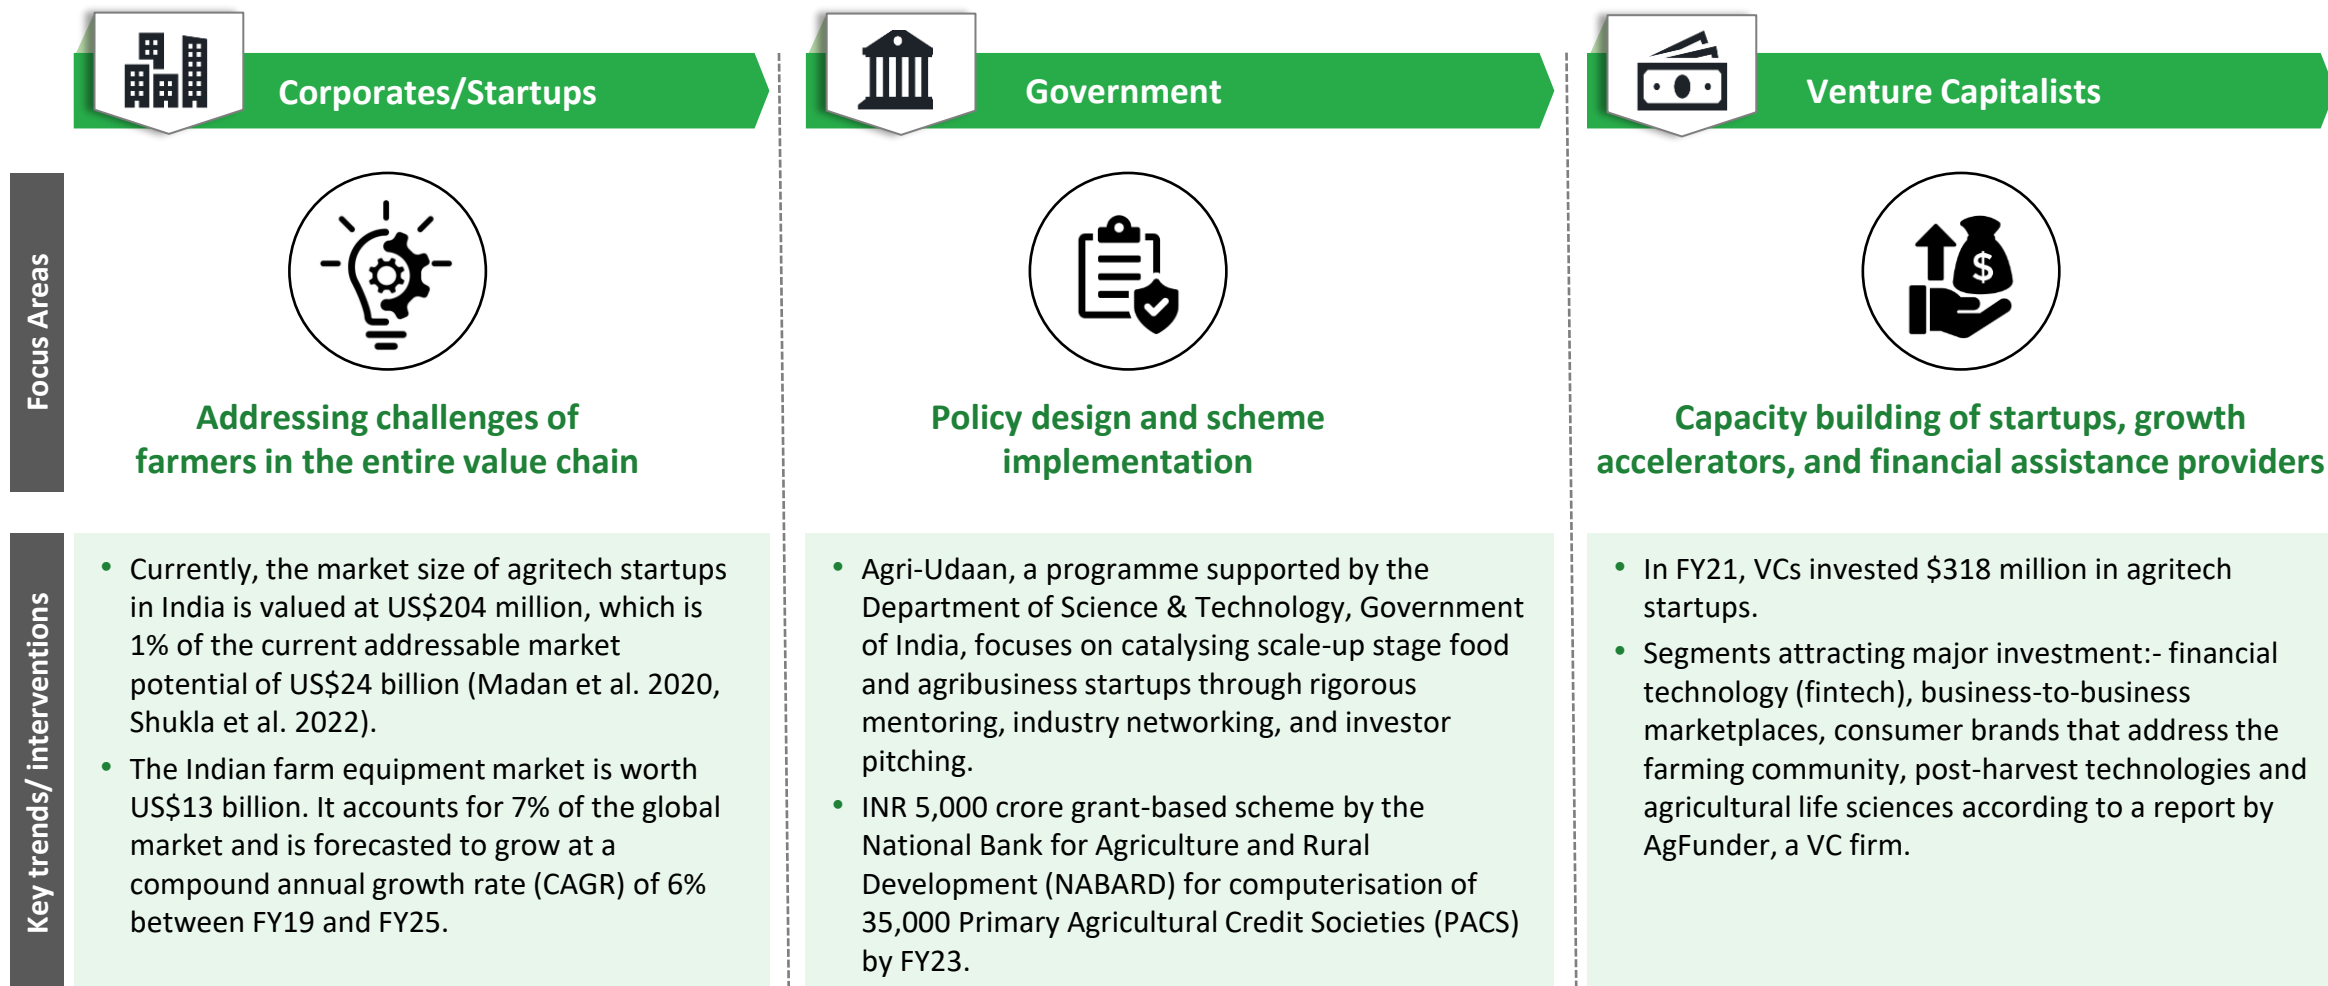 Corporates/Startups
Government
Venture Capitalists
Focus Areas
Addressing challenges of
farmers in the entire value chain
Policy design and scheme
implementation
Capacity building of startups, growth
accelerators, and financial assistance providers
$
Key trends/ interventions
• Currently, the market size of agritech startups
in India is valued at US$204 million, which is
1% of the current addressable market
potential of US$24 billion (Madan et al. 2020,
Shukla et al. 2022).
• The Indian farm equipment market is worth
US$13 billion. It accounts for 7% of the global
market and is forecasted to grow at a
compound annual growth rate (CAGR) of 6%
between FY19 and FY25.
• Agri-Udaan, a programme supported by the
Department of Science & Technology, Government
of India, focuses on catalysing scale-up stage food
and agribusiness startups through rigorous
mentoring, industry networking, and investor
pitching.
• INR 5,000 crore grant-based scheme by the
National Bank for Agriculture and Rural
Development (NABARD) for computerisation of
35,000 Primary Agricultural Credit Societies (PACS)
by FY23.
• In FY21, VCs invested $318 million in agritech
startups.
• Segments attracting major investment:- financial
technology (fintech), business-to-business
marketplaces, consumer brands that address the
farming community, post-harvest technologies and
agricultural life sciences according to a report by
AgFunder, a VC firm.